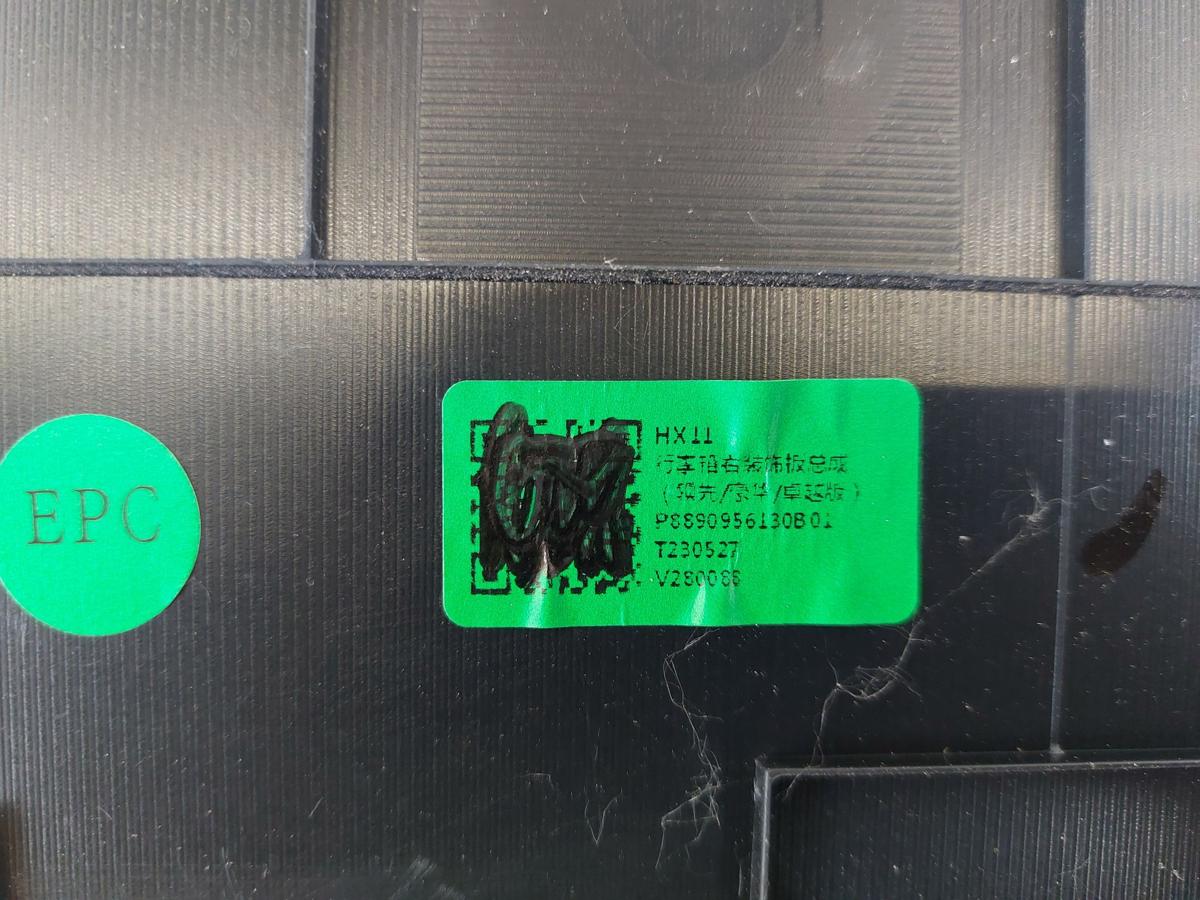 EPC
HX11
行李箱右装饰板总成
（领先/豪华/卓越版）
P8890956130B01
T230527
V280088